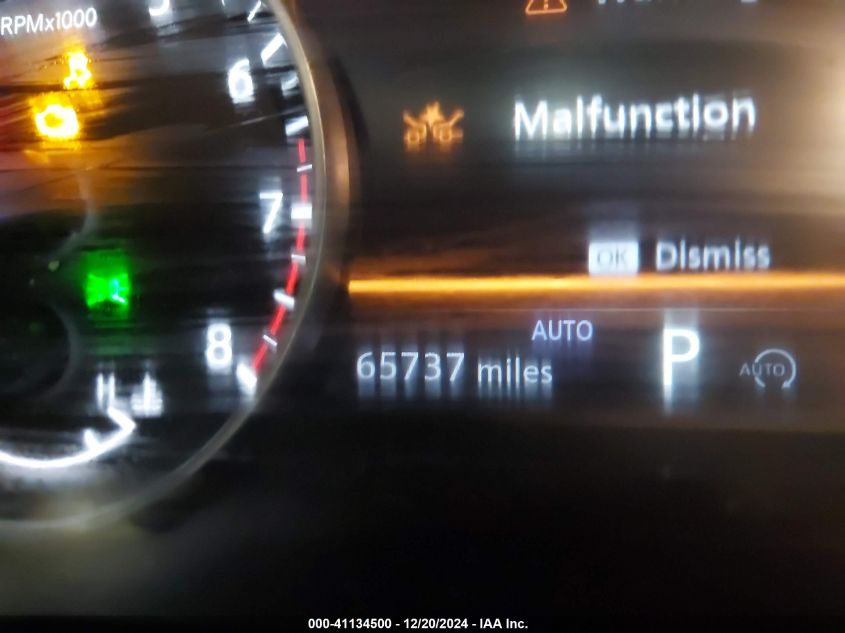 RPMx1000
6
Malfunction
7
OK Dismiss
8
AUTO
65737 miles
P
AUTO
000-41134500 - 12/20/2024 - IAA Inc.